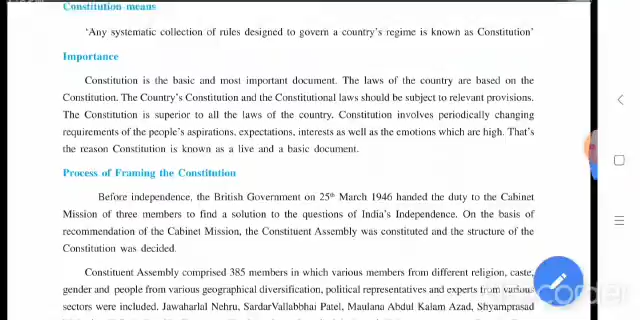 Constitution means
‘Any systematic collection of rules designed to govern a country’s regime is known as Constitution’
Importance
Constitution is the basic and most important document. The laws of the country are based on the
Constitution. The Country’s Constitution and the Constitutional laws should be subject to relevant provisions.
The Constitution is superior to all the laws of the country. Constitution involves periodically changing
requirements of the people’s aspirations, expectations, interests as well as the emotions which are high. That’s
the reason Constitution is known as a live and a basic document.
Process of Framing the Constitution
Before independence, the British Government on 25th March 1946 handed the duty to the Cabinet
Mission of three members to find a solution to the questions of India’s Independence. On the basis of
recommendation of the Cabinet Mission, the Constituent Assembly was constituted and the structure of the
Constitution was decided.
Constituent Assembly comprised 385 members in which various members from different religion, caste,
gender and people from various geographical diversification, political representatives and experts from various
sectors were included. Jawaharlal Nehru, SardarVallabbhai Patel, Maulana Abdul Kalam Azad, Shyamprasad